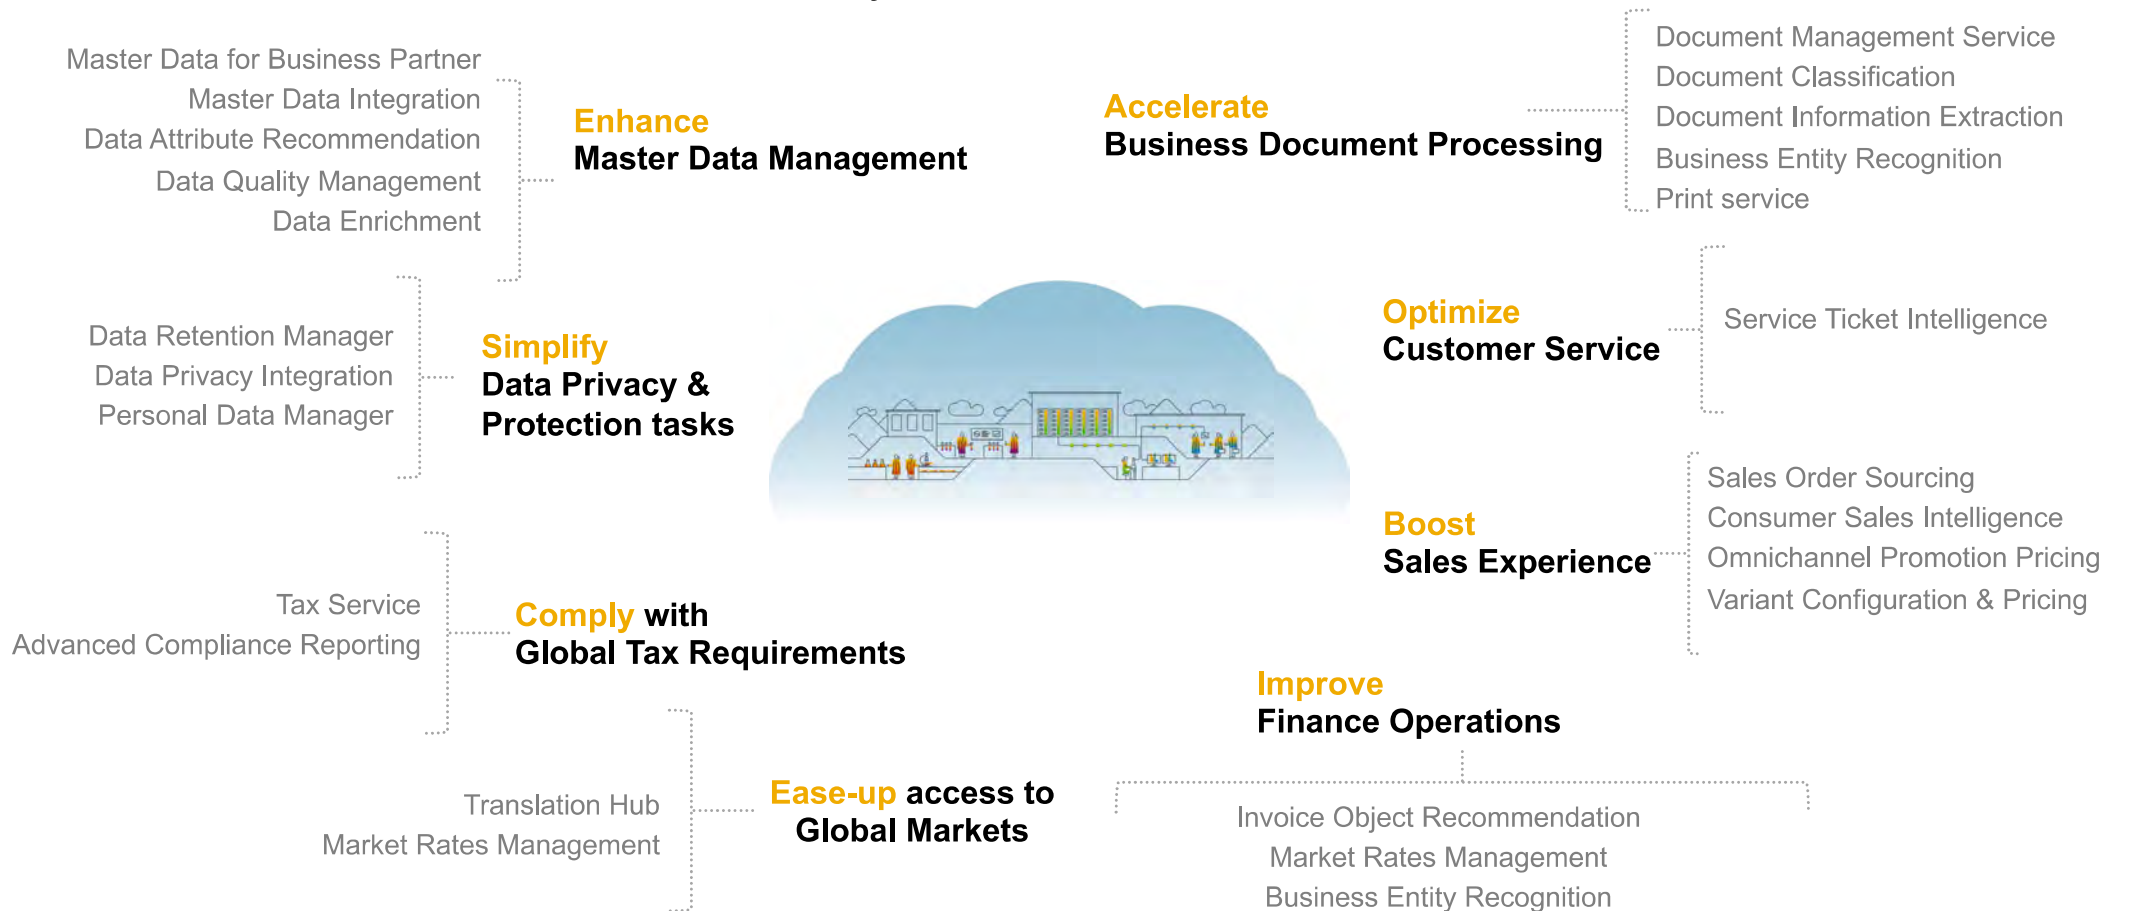 Master Data for Business Partner
Master Data Integration
Data Attribute Recommendation
Data Quality Management
Data Enrichment
Enhance
Master Data Management
Accelerate
Business Document Processing
Document Management Service
Document Classification
Document Information Extraction
Business Entity Recognition
Print service
Data Retention Manager
Data Privacy Integration
Personal Data Manager
Simplify
Data Privacy &
Protection tasks
Optimize
Customer Service
Service Ticket Intelligence
Boost
Sales Experience
Sales Order Sourcing
Consumer Sales Intelligence
Omnichannel Promotion Pricing
Variant Configuration & Pricing
Tax Service
Advanced Compliance Reporting
Comply with
Global Tax Requirements
Improve
Finance Operations
Translation Hub
Market Rates Management
Ease-up access to
Global Markets
Invoice Object Recommendation
Market Rates Management
Business Entity Recognition